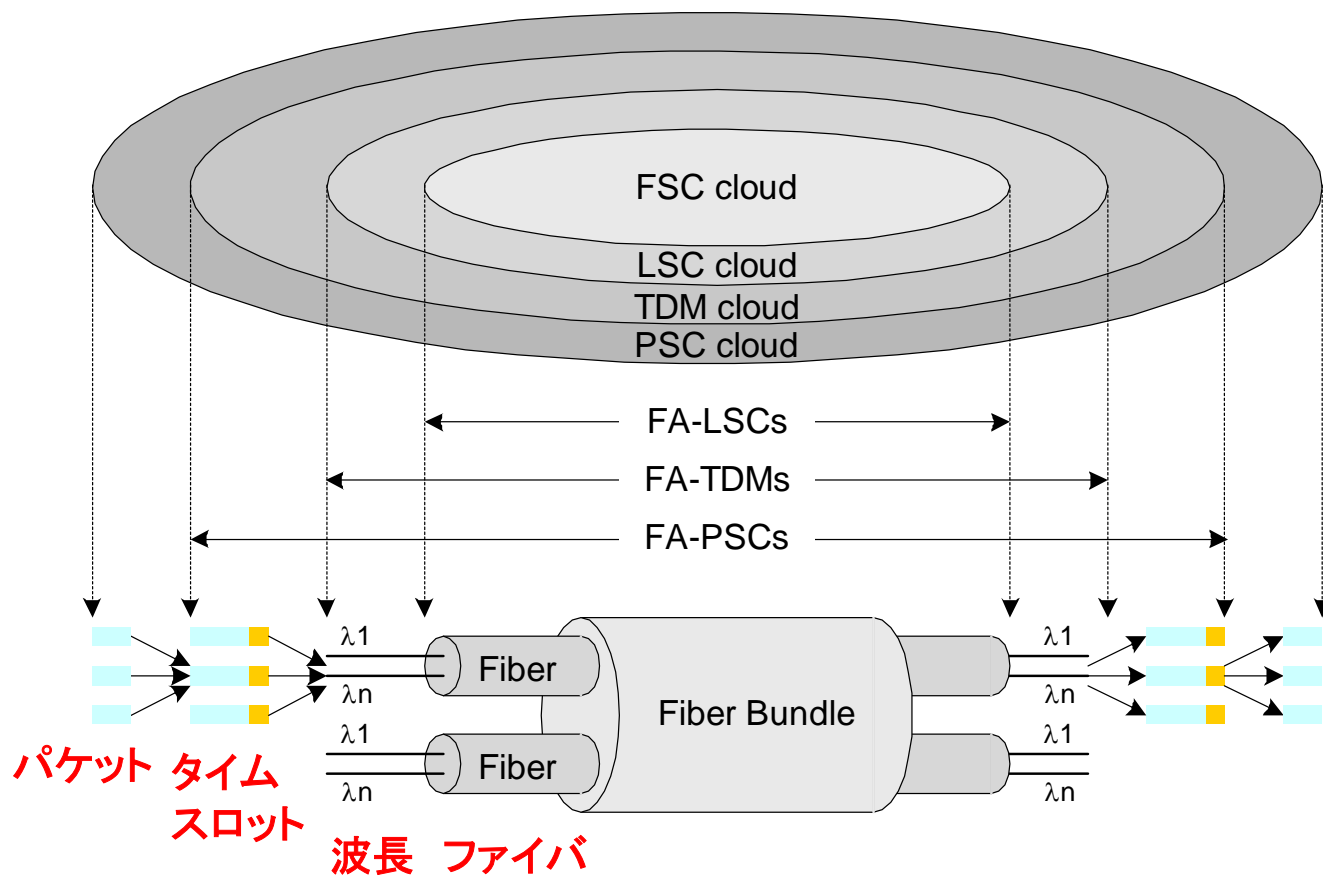 FSC cloud
LSC cloud
TDM cloud
PSC cloud
FA-LSCs
FA-TDMs
FA-PSCs
λ1
λn
Fiber
Fiber Bundle
λ1
λn
λ1
λn
Fiber
λ1
λn
パケット
タイム
スロット
波長
ファイバ